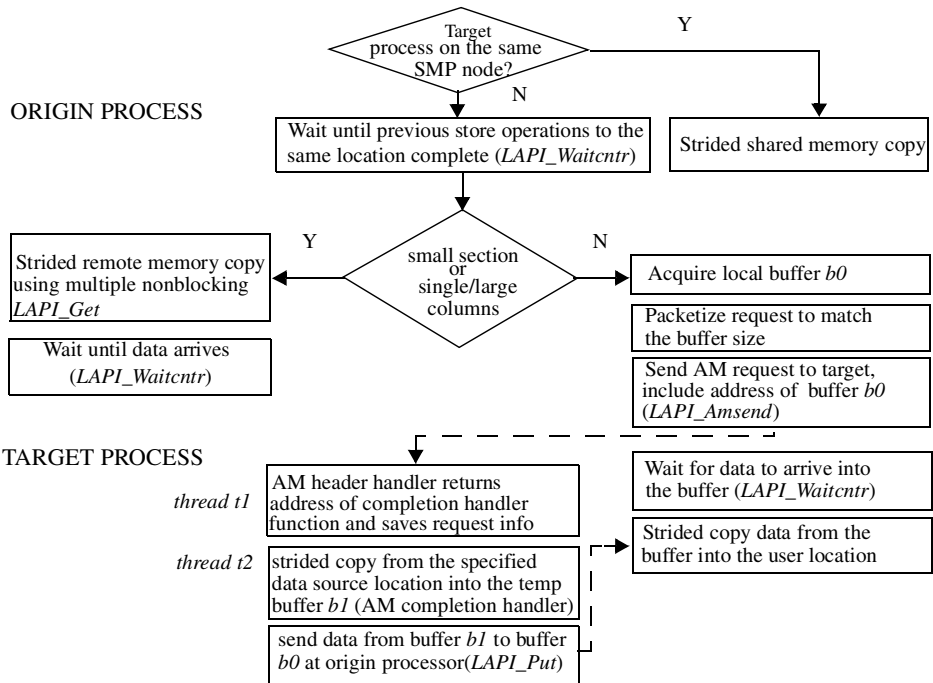 Target
process on the same
SMP node?
Y
N
ORIGIN PROCESS
Wait until previous store operations to the
same location complete (LAPI_Waitcntr)
Strided shared memory copy
Y
N
small section
or
single/large
columns
Strided remote memory copy
using multiple nonblocking
LAPI_Get
Wait until data arrives
(LAPI_Waitcntr)
Acquire local buffer b0
Packetize request to match
the buffer size
Send AM request to target,
include address of buffer b0
(LAPI_Amsend)
TARGET PROCESS
thread t1
AM header handler returns
address of completion handler
function and saves request info
thread t2
strided copy from the specified
data source location into the temp
buffer b1 (AM completion handler)
send data from buffer b1 to buffer
b0 at origin processor(LAPI_Put)
Wait for data to arrive into
the buffer (LAPI_Waitcntr)
Strided copy data from the
buffer into the user location